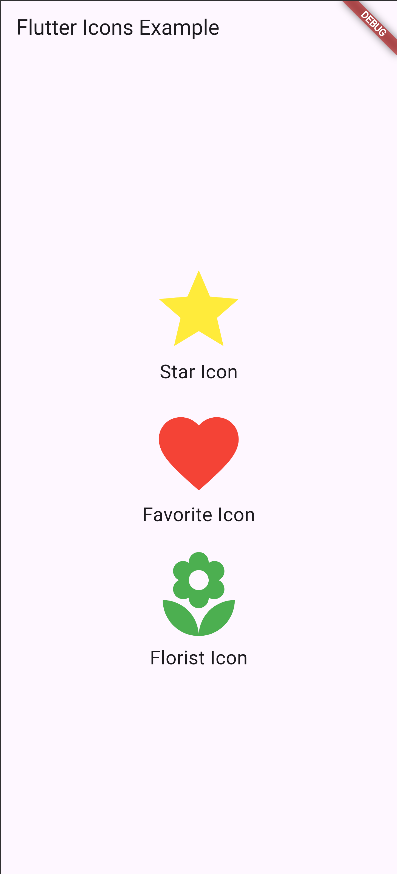 Flutter Icons Example
DEBUG
Star Icon
Favorite Icon
Florist Icon